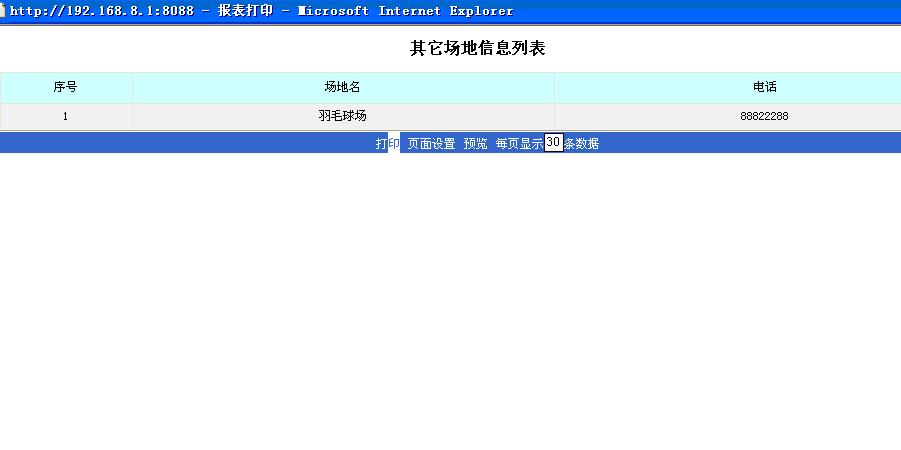 http://192.168.8.1:8088 - 报表打印 - Microsoft Internet Explorer
其它场地信息列表
序号 场地名 电话
1 羽毛球场 88822288
打印 页面设置 预览 每页显示30条数据